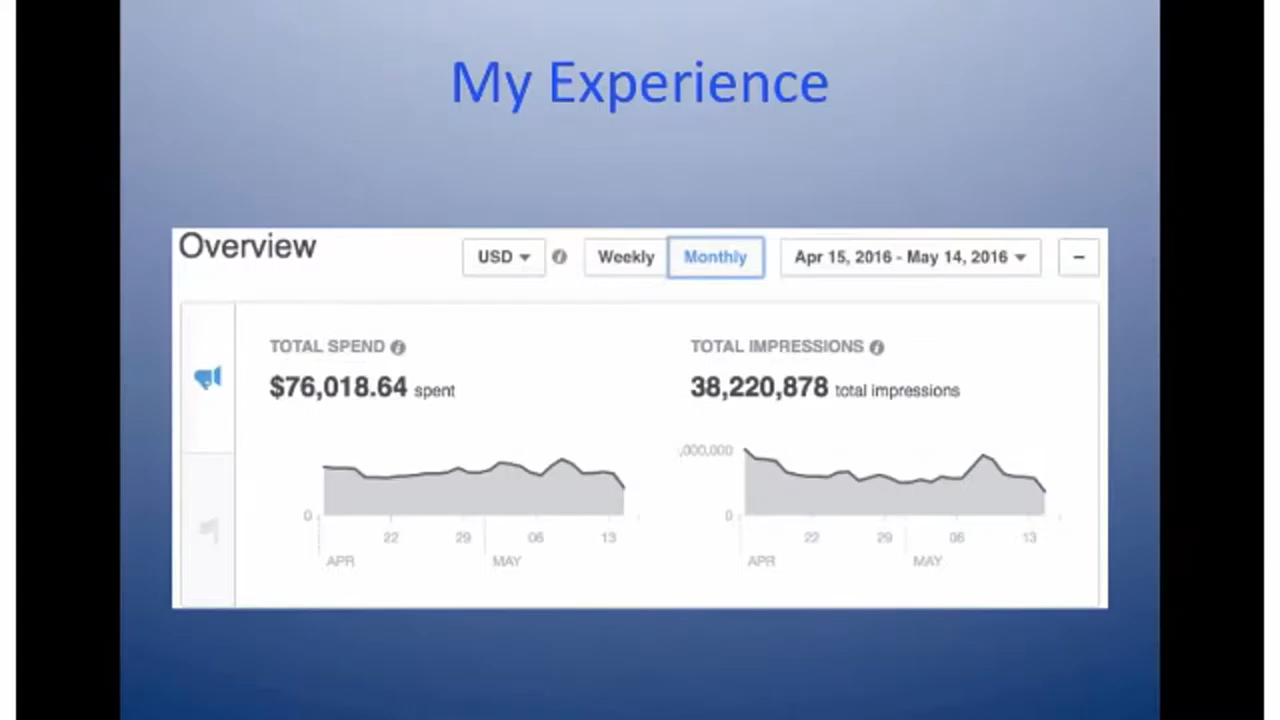 My Experience
Overview
USD
Weekly
Monthly
Apr 15, 2016 - May 14, 2016
TOTAL SPEND
$76,018.64 spent
0
22
29
06
13
APR
MAY
TOTAL IMPRESSIONS
38,220,878 total impressions
,000,000
0
22
29
06
13
APR
MAY